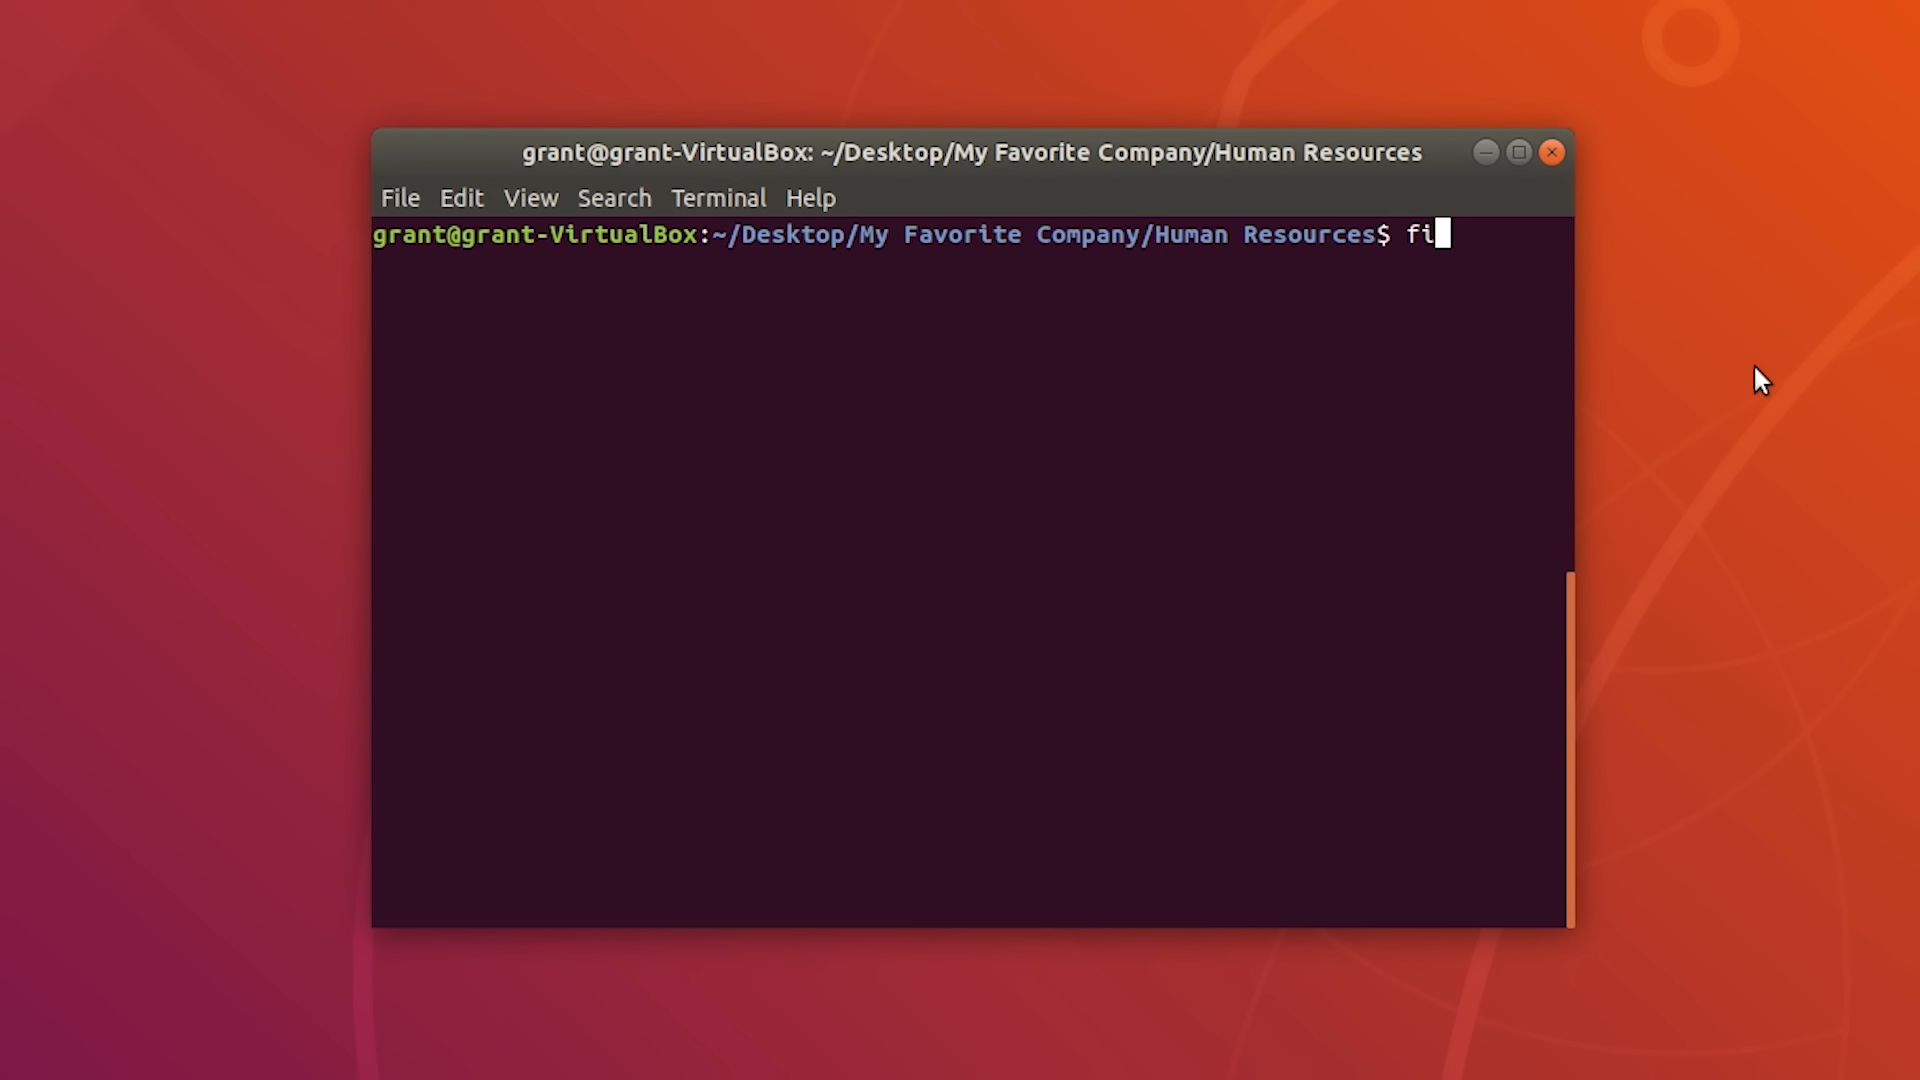 grant@grant-VirtualBox: ~/Desktop/My Favorite Company/Human Resources
File Edit View Search Terminal Help
grant@grant-VirtualBox:~/Desktop/My Favorite Company/Human Resources$ fi